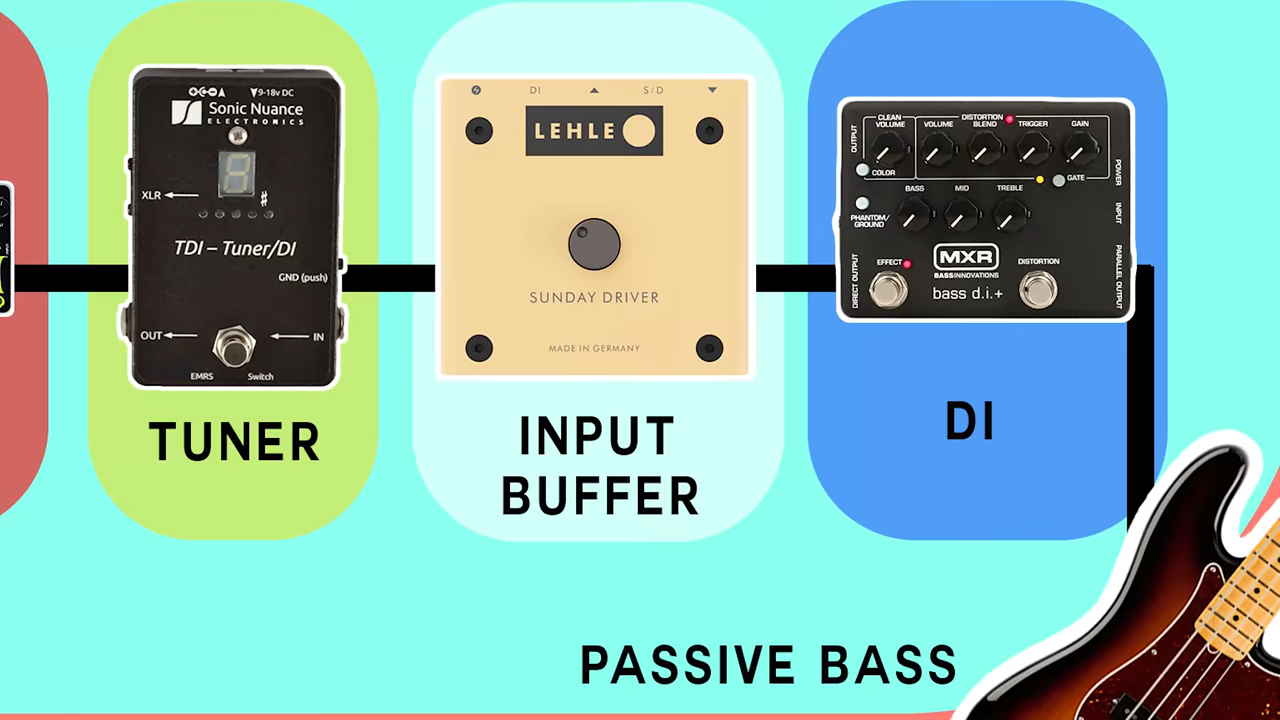 9-18v DC
Sonic Nuance
ELECTRONICS
XLR
TDI – Tuner/DI
GND (push)
OUT
IN
EMRS
Switch
TUNER
DI
S/D
LEHLE
SUNDAY DRIVER
MADE IN GERMANY
INPUT
BUFFER
OUTPUT
CLEAN
VOLUME
VOLUME
DISTORTION
BLEND
TRIGGER
GAIN
COLOR
GATE
POWER
BASS
MID
TREBLE
INPUT
PHANTOM/
GROUND
EFFECT
MXR
BASS INNOVATIONS
DISTORTION
bass d.i.+
DIRECT OUTPUT
PARALLEL OUTPUT
DI
PASSIVE BASS